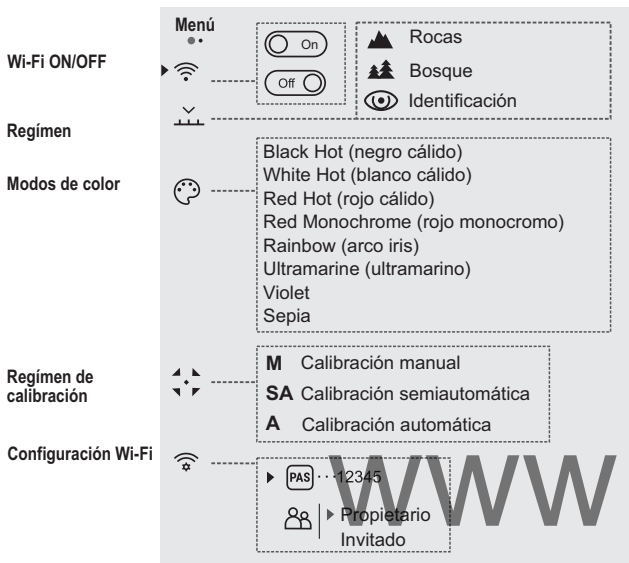 Menú
Wi-Fi ON/OFF
On
Off
Rocas
Bosque
Identificación
Regímen
Modos de color
Black Hot (negro cálido)
White Hot (blanco cálido)
Red Hot (rojo cálido)
Red Monochrome (rojo monocromo)
Rainbow (arco iris)
Ultramarine (ultramarino)
Violet
Sepia
Regímen de
calibración
M Calibración manual
SA Calibración semiautomática
A Calibración automática
Configuración Wi-Fi
PAS ···12345
Propietario
Invitado
WWW